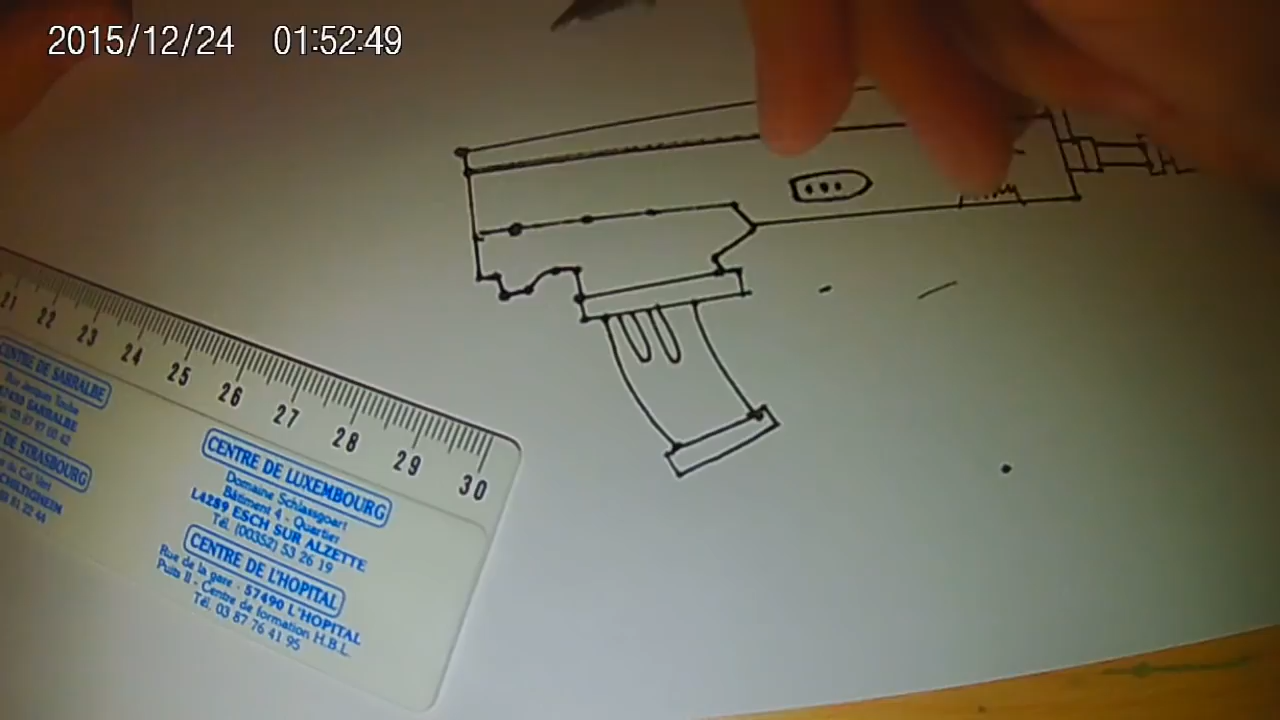 2015/12/24 01:52:49
21 22 23 24 25 26 27 28 29 30
CENTRE DE SARRALBE
SARRALBE
DE STRASBOURG
CENTRE DE LUXEMBOURG
Domaine Schlassgoart
Bâtiment 4 - Quartier
L4289 ESCH SUR ALZETTE
Tél. (00352) 53 26 19
CENTRE DE L'HOPITAL
Rue de la gare - 57490 L'HOPITAL
Puits II - Centre de formation H.B.L.
Tél. 03 87 76 41 95